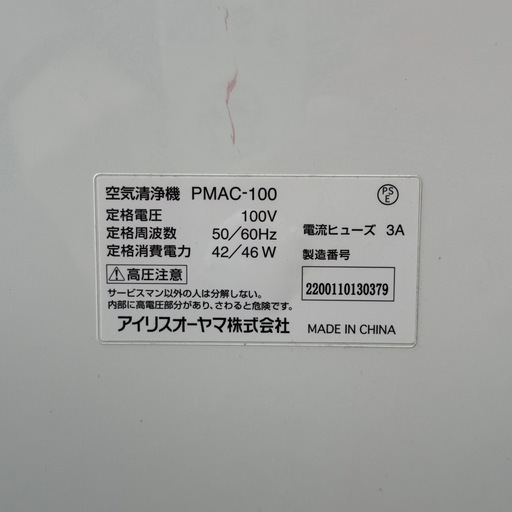 空気清浄機 PMAC-100
PSE
定格電圧 100V
定格周波数 50/60Hz 電流ヒューズ 3A
定格消費電力 42/46W 製造番号
高圧注意
2200110130379
サービスマン以外の人は分解しない。
内部に高電圧部分があり、さわると危険です。
アイリスオーヤマ株式会社 MADE IN CHINA